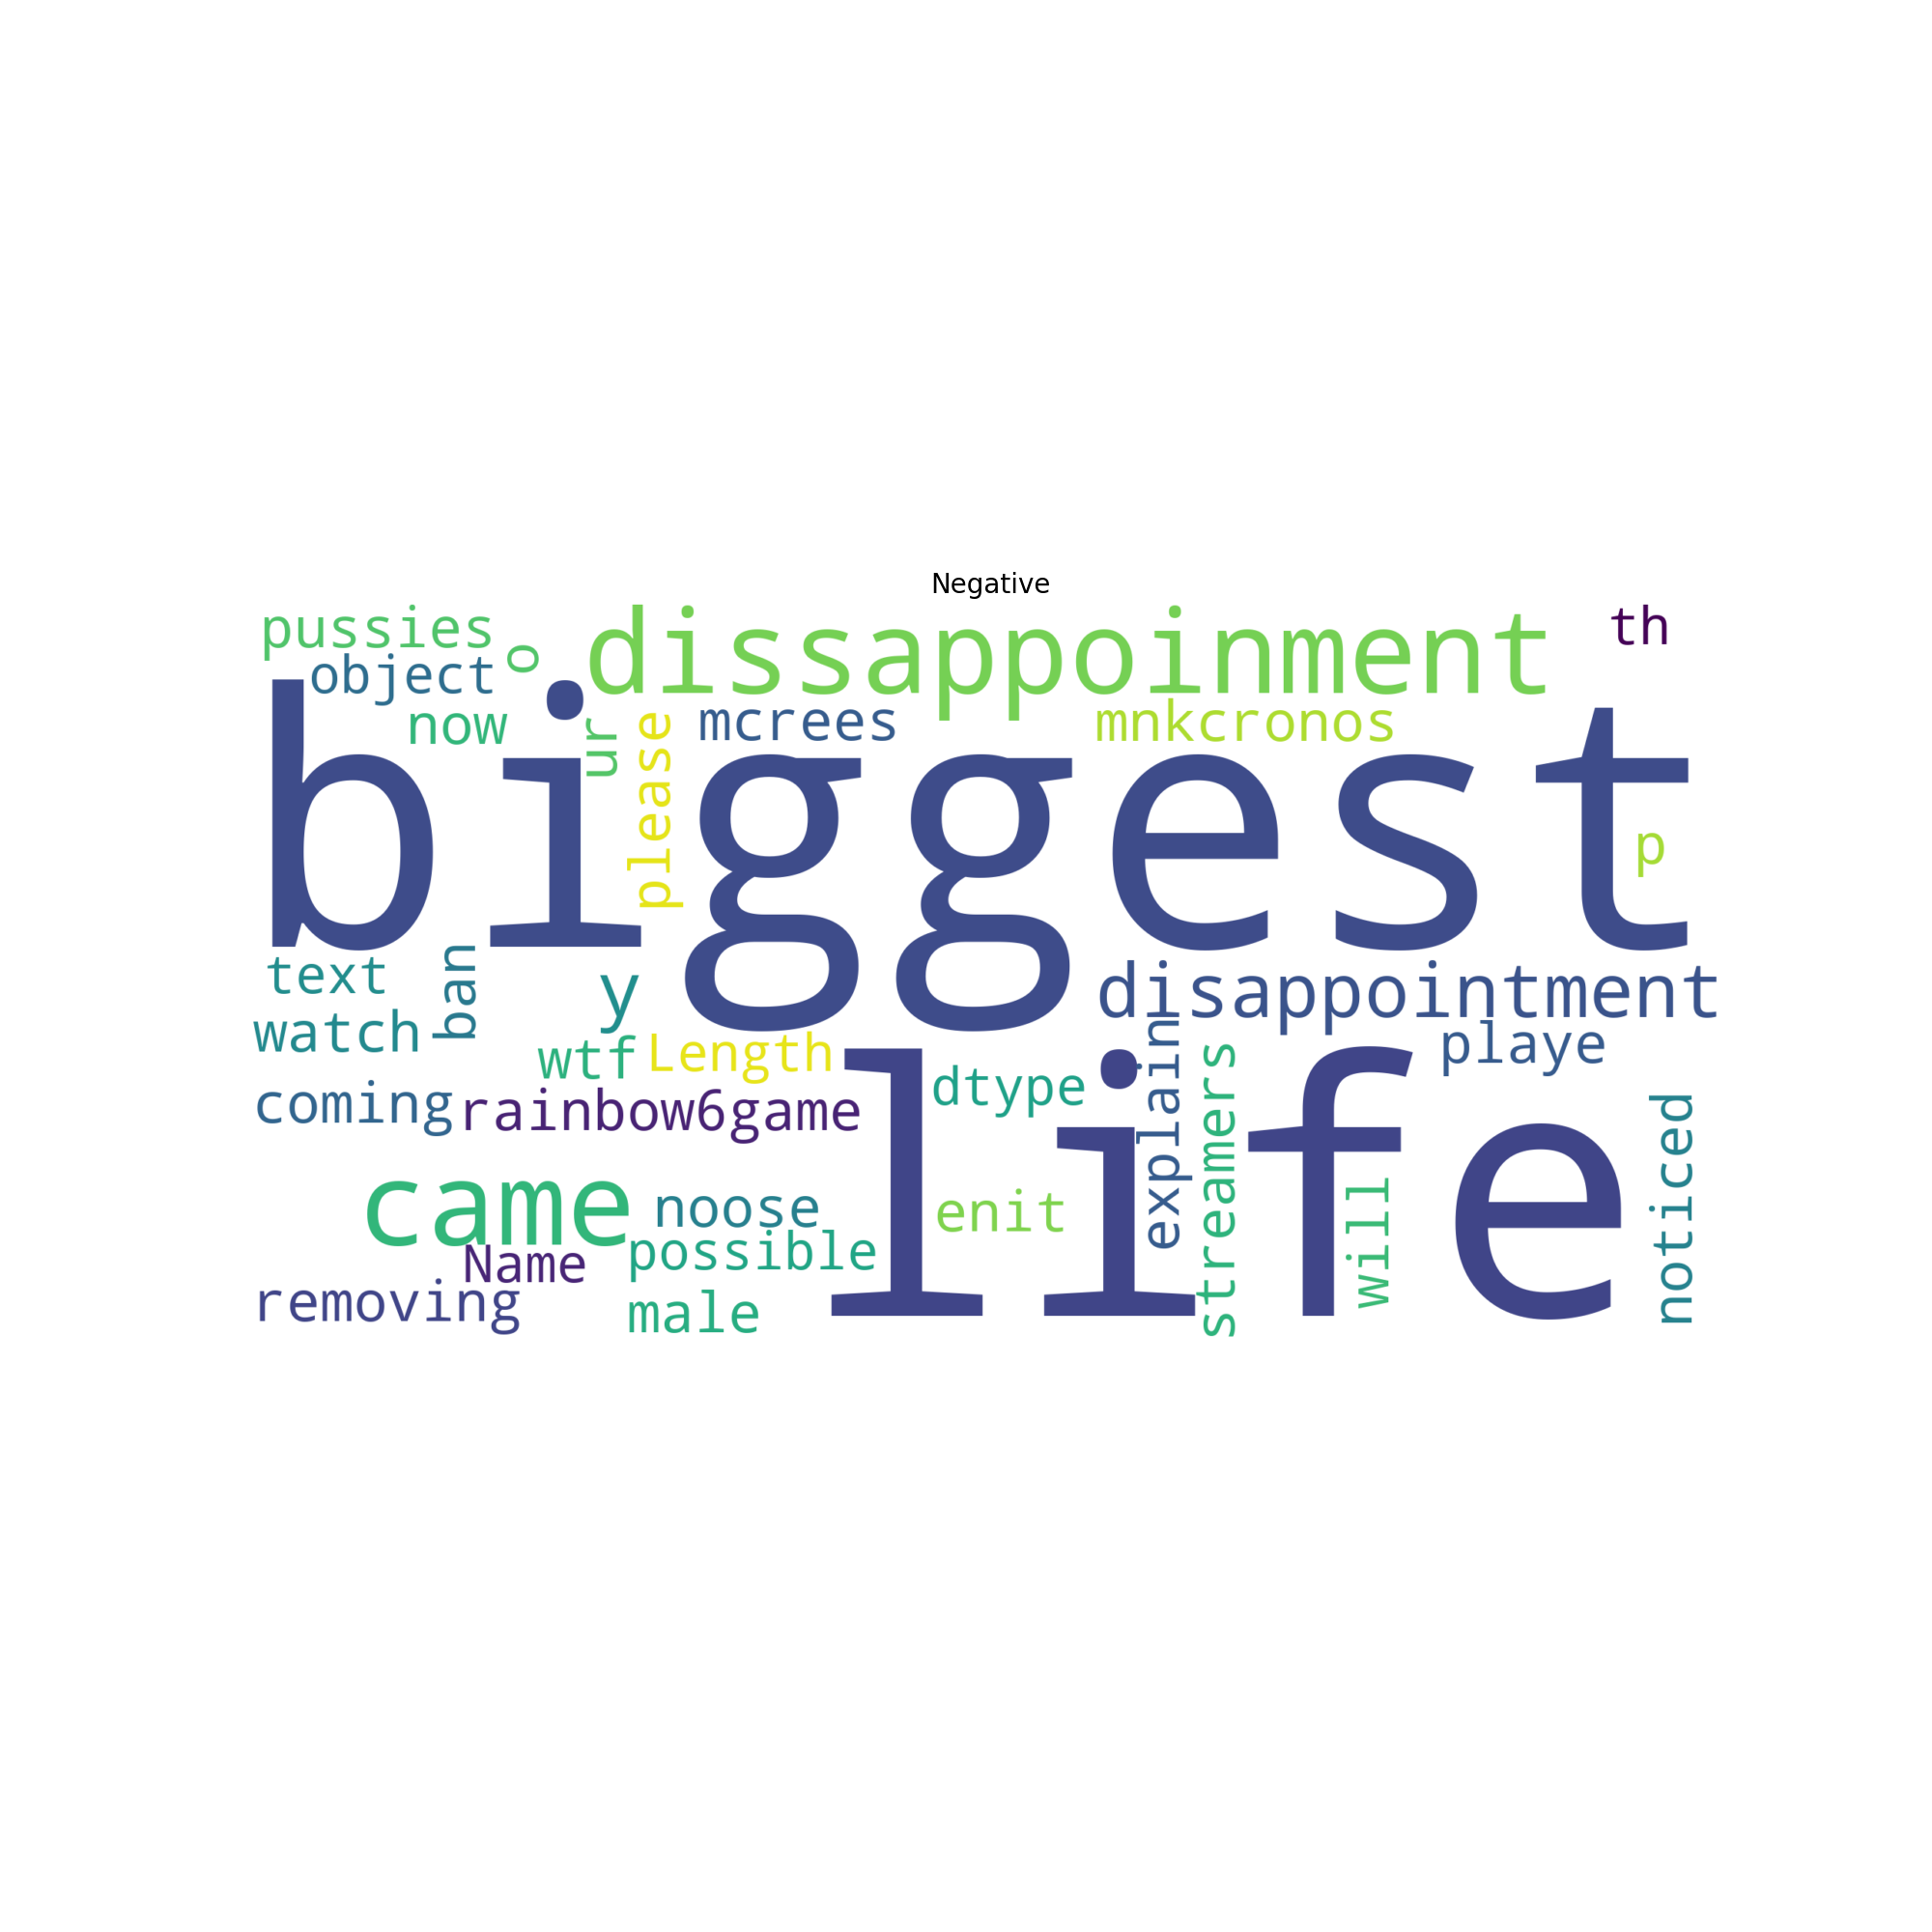 Negative
pussies
dissappoinment
th
object
o
now
ur
please
mcrees
mnkcronos
biggest
p
text
ban
y
disappointment
watch
wtf
Length
playe
coming
rainbow6game
dtype
explain
streamers
life
noticed
came
noose
enit
will
Name
possible
removing
male